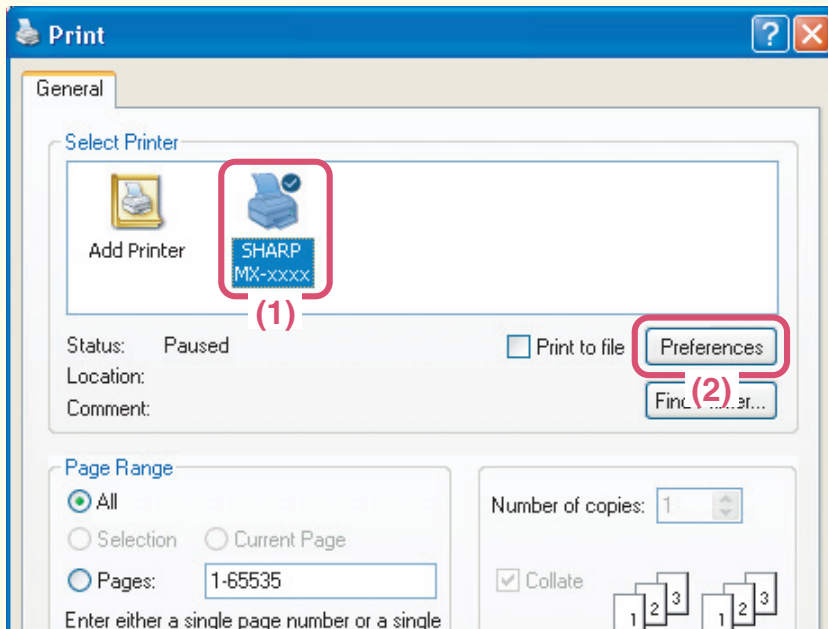 Print
General
Select Printer
Add Printer
SHARP
MX-xxxx
(1)
Status: Paused
Print to file
Preferences
Location:
(2)
Comment:
Page Range
All
Number of copies: 1
Selection
Current Page
Pages: 1-65535
Collate
1 2 3 1 2 3
Enter either a single page number or a single